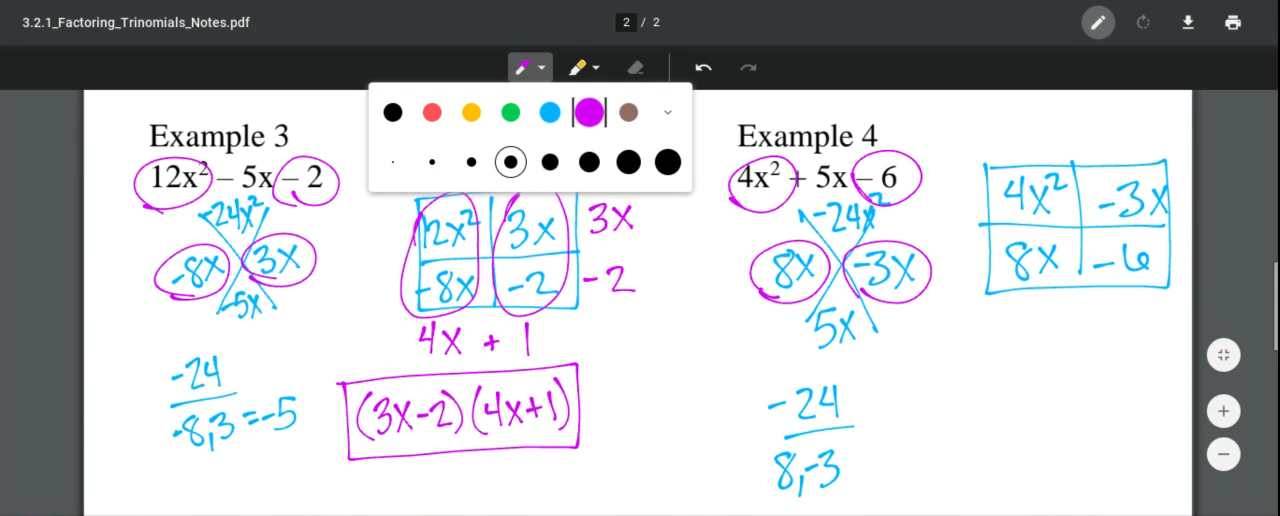 3.2.1_Factoring_Trinomials_Notes.pdf
2 / 2
Example 3
12x² – 5x – 2
-24x²
-8x 3x
-5x
-24
-8,3 = -5
12x² 3x 3x
-8x -2 -2
4x + 1
(3x-2)(4x+1)
Example 4
4x² + 5x – 6
-24x²
8x -3x
5x
-24
8,-3
4x² -3x
8x -6